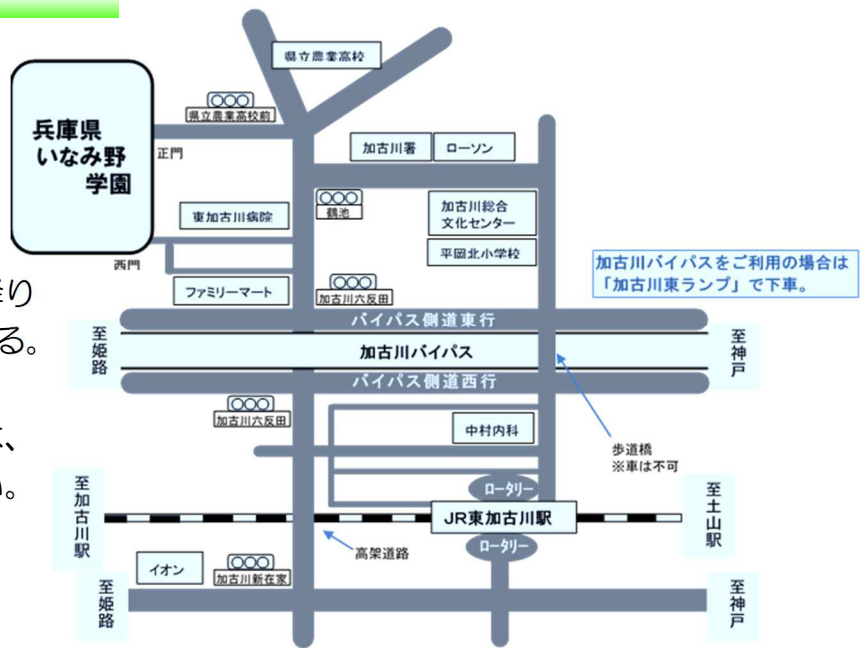 県立農業高校
県立農業高校前
兵庫県
いなみ野
学園
正門
加古川署
ローソン
鶴池
東加古川病院
加古川総合
文化センター
平岡北小学校
西門
ファミリーマート
加古川六反田
加古川バイパスをご利用の場合は
「加古川東ランプ」で下車。
り
る。
バイパス側道東行
至姫路
加古川バイパス
至神戸
バイパス側道西行
加古川六反田
中村内科
歩道橋
※車は不可
、
。
至加古川駅
ロータリー
JR東加古川駅
至土山駅
ロータリー
高架道路
イオン
加古川新在家
至姫路
至神戸